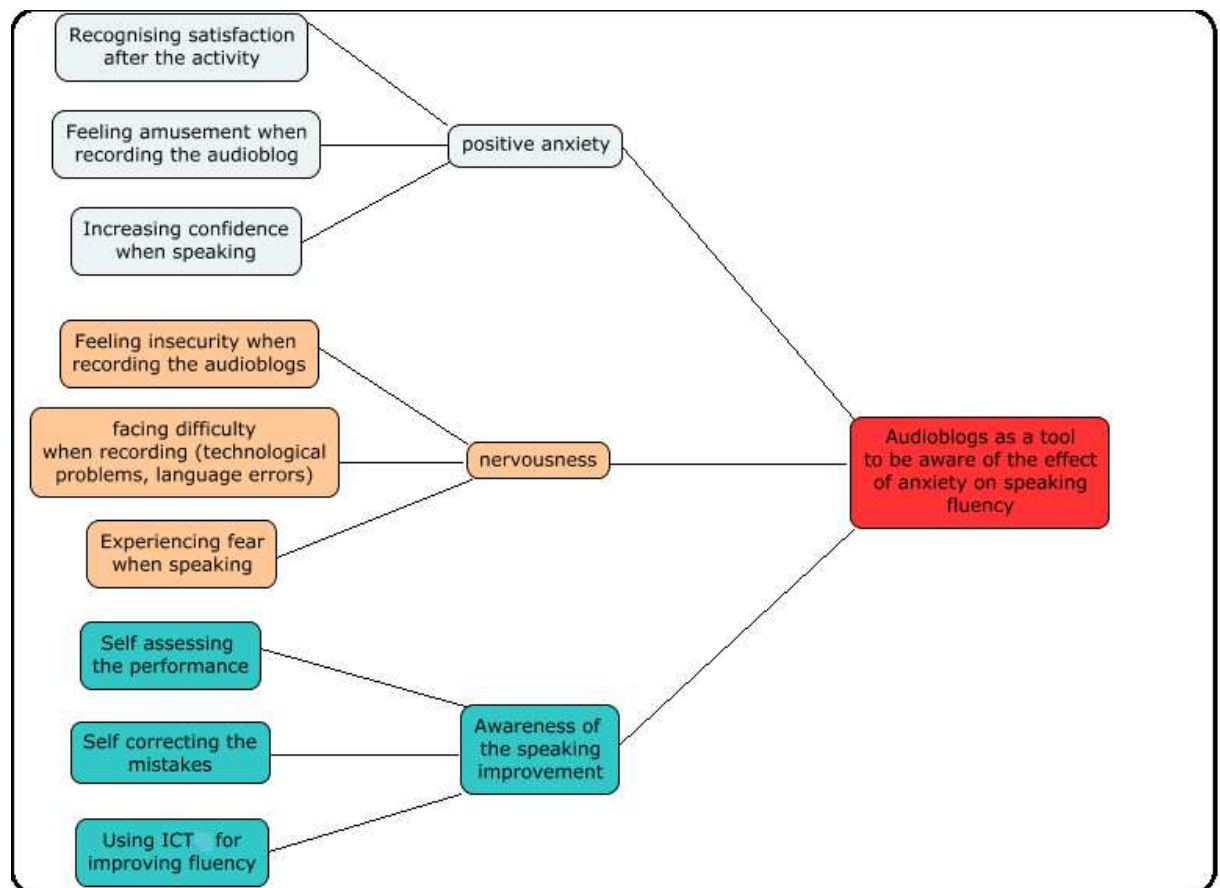 Recognising satisfaction
after the activity
Feeling amusement when
recording the audioblog
Increasing confidence
when speaking
positive anxiety
Feeling insecurity when
recording the audioblogs
facing difficulty
when recording (technological
problems, language errors)
Experiencing fear
when speaking
nervousness
Self assessing
the performance
Self correcting the
mistakes
Using ICT for
improving fluency
Awareness of
the speaking
improvement
Audioblogs as a tool
to be aware of the effect
of anxiety on speaking
fluency